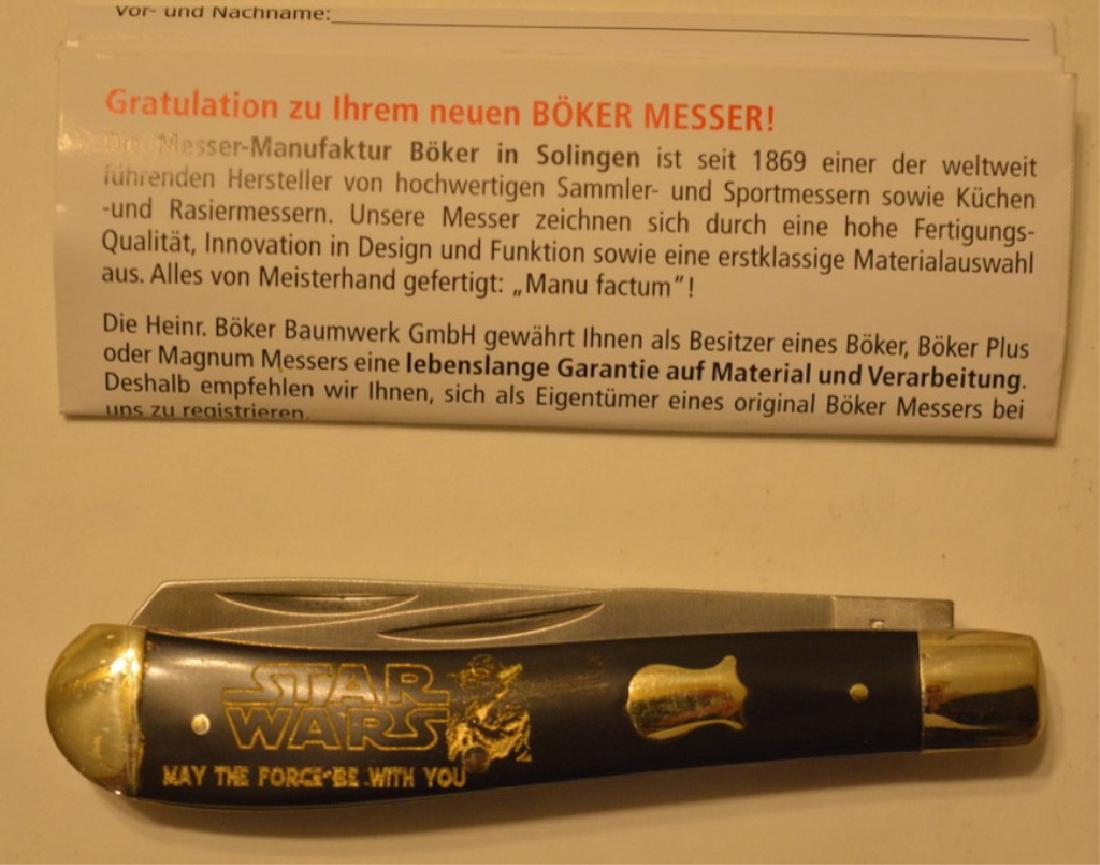 Vor- und Nachname:
Gratulation zu Ihrem neuen BÖKER MESSER!
Die Messer-Manufaktur Böker in Solingen ist seit 1869 einer der weltweit
führenden Hersteller von hochwertigen Sammler- und Sportmessern sowie Küchen
-und Rasiermessern. Unsere Messer zeichnen sich durch eine hohe Fertigungs-
Qualität, Innovation in Design und Funktion sowie eine erstklassige Materialauswahl
aus. Alles von Meisterhand gefertigt: „Manu factum"!
Die Heinr. Böker Baumwerk GmbH gewährt Ihnen als Besitzer eines Böker, Böker Plus
oder Magnum Messers eine lebenslange Garantie auf Material und Verarbeitung.
Deshalb empfehlen wir Ihnen, sich als Eigentümer eines original Böker Messers bei
uns zu registrieren.
STAR
WARS
MAY THE FORCE BE WITH YOU